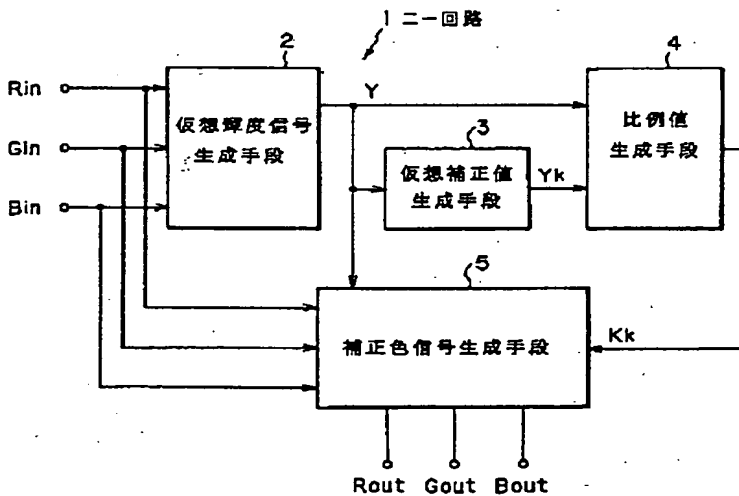 1 ニー回路
2
4
Rin
Gin
Bin
仮想輝度信号
生成手段
Y
3
仮想補正値
生成手段
Yk
比例値
生成手段
5
補正色信号生成手段
Kk
Rout Gout Bout